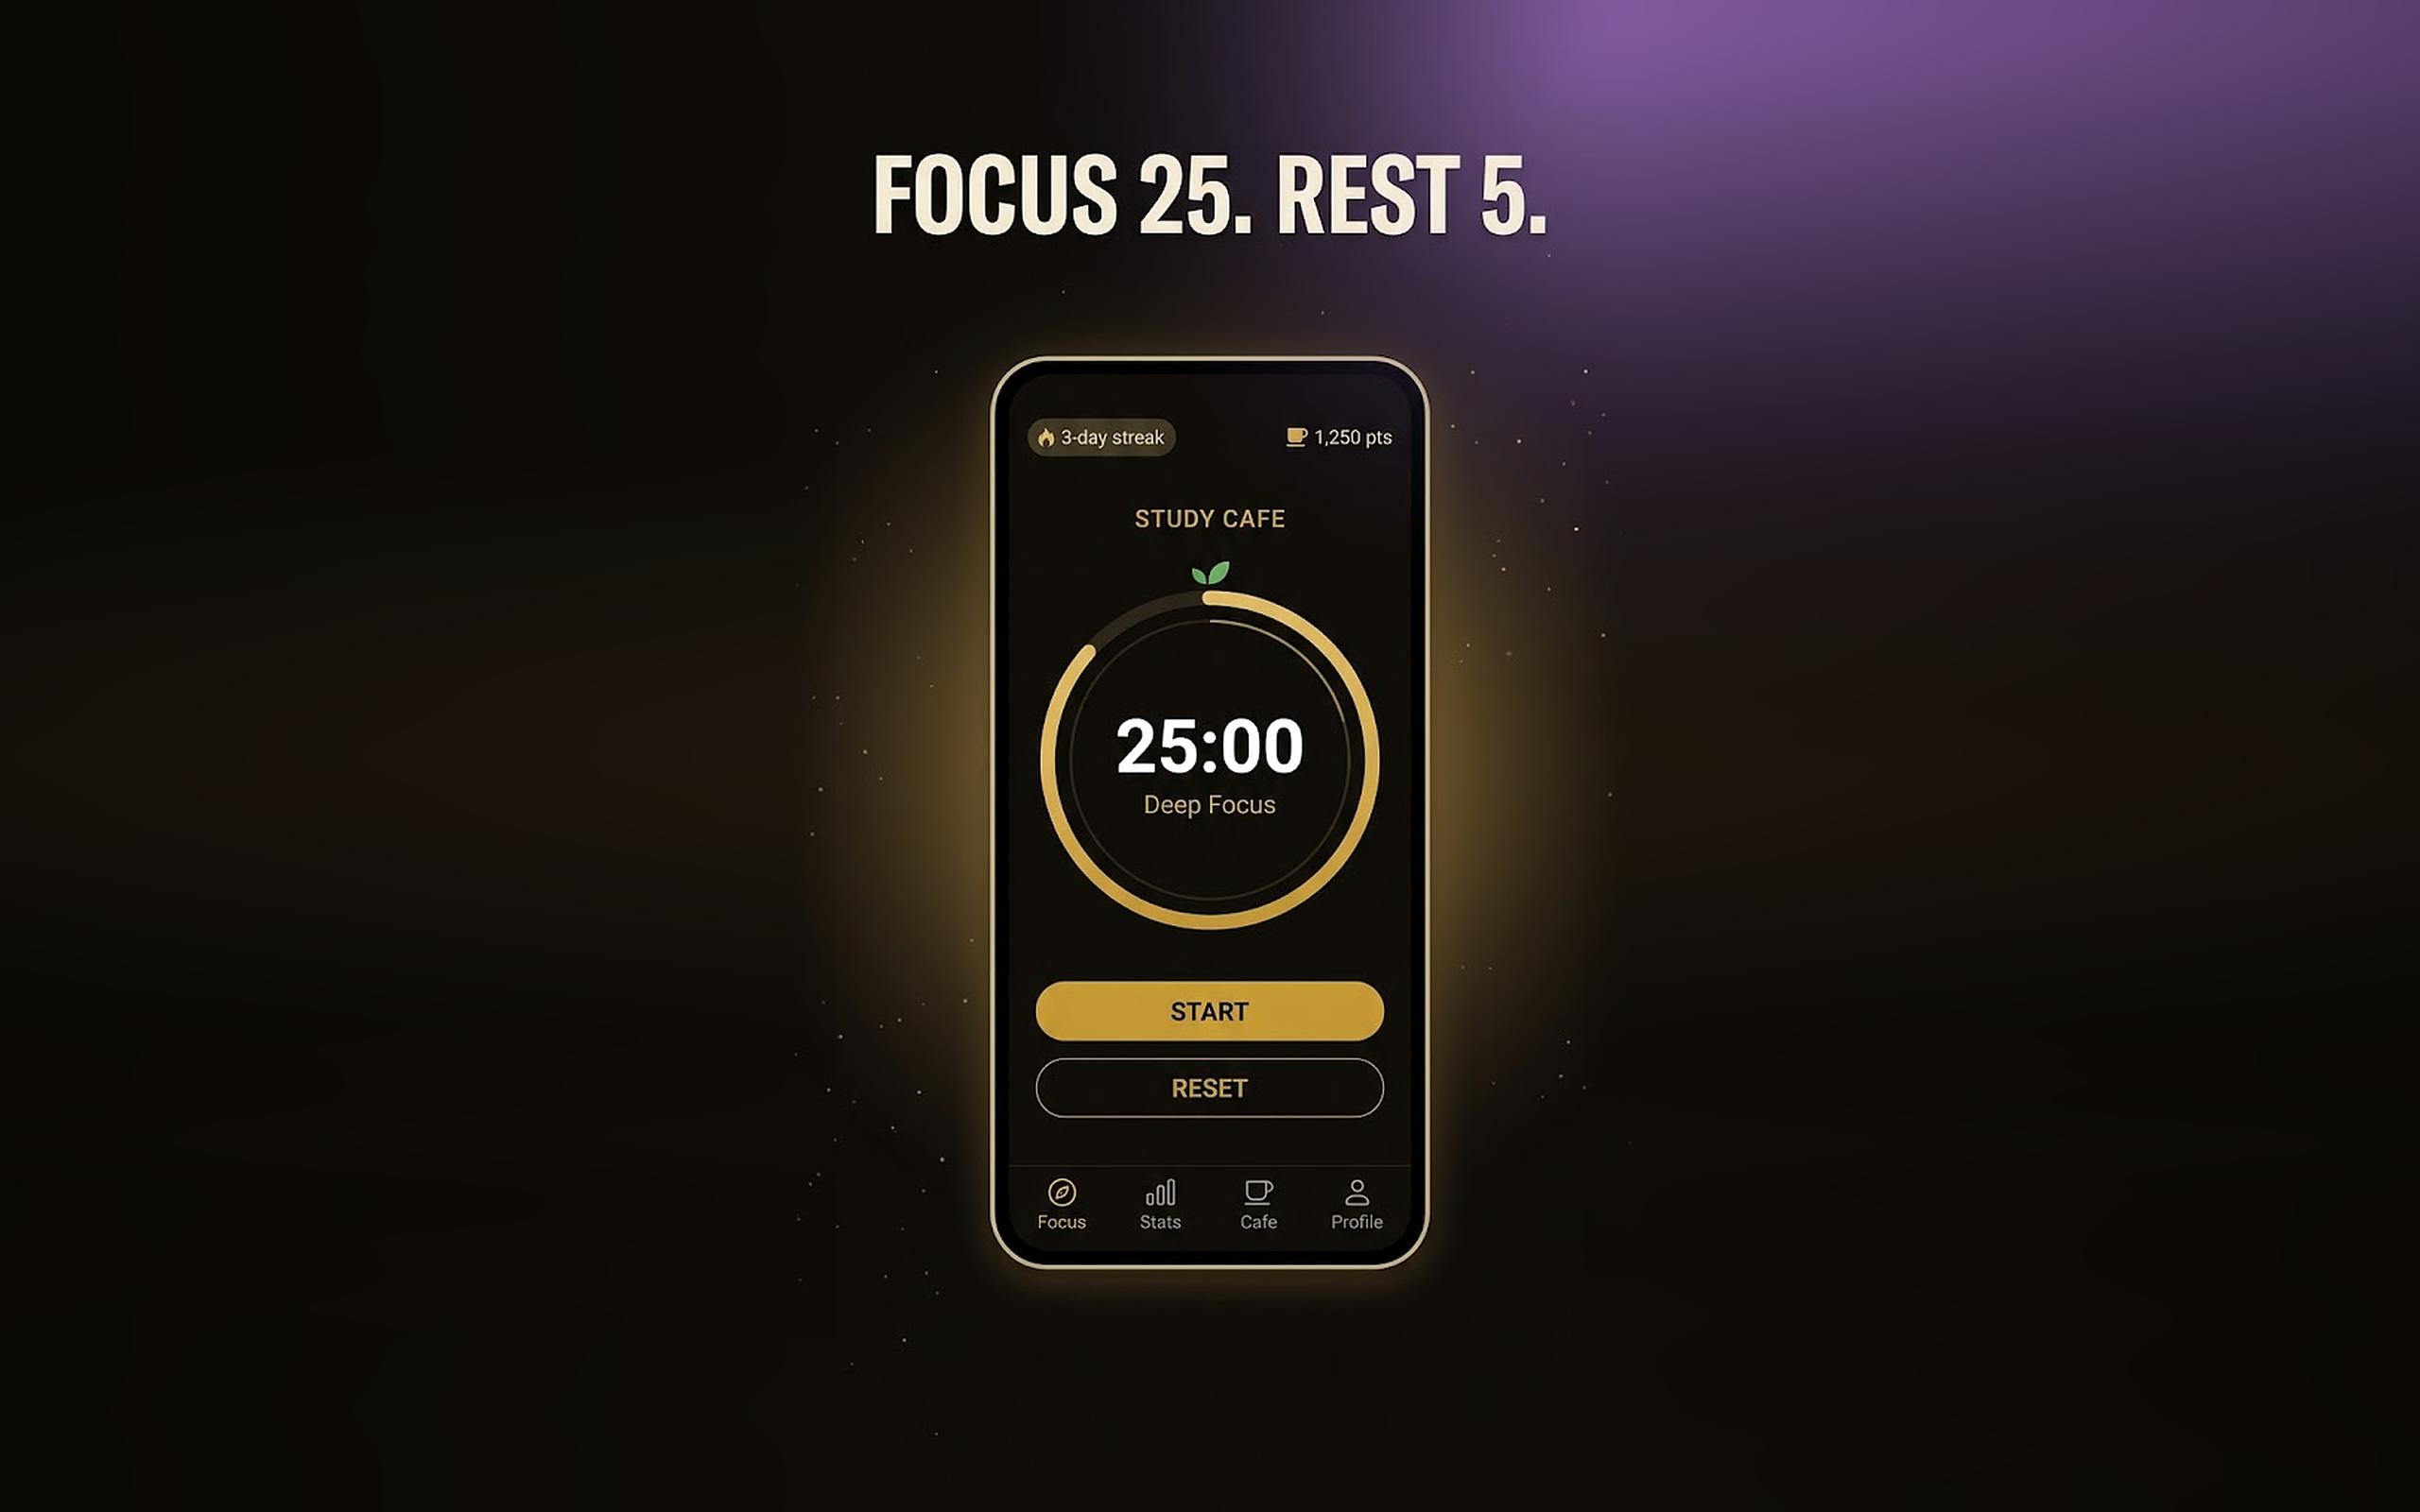 FOCUS 25. REST 5.
3-day streak
1,250 pts
STUDY CAFE
25:00
Deep Focus
START
RESET
Focus
Stats
Cafe
Profile